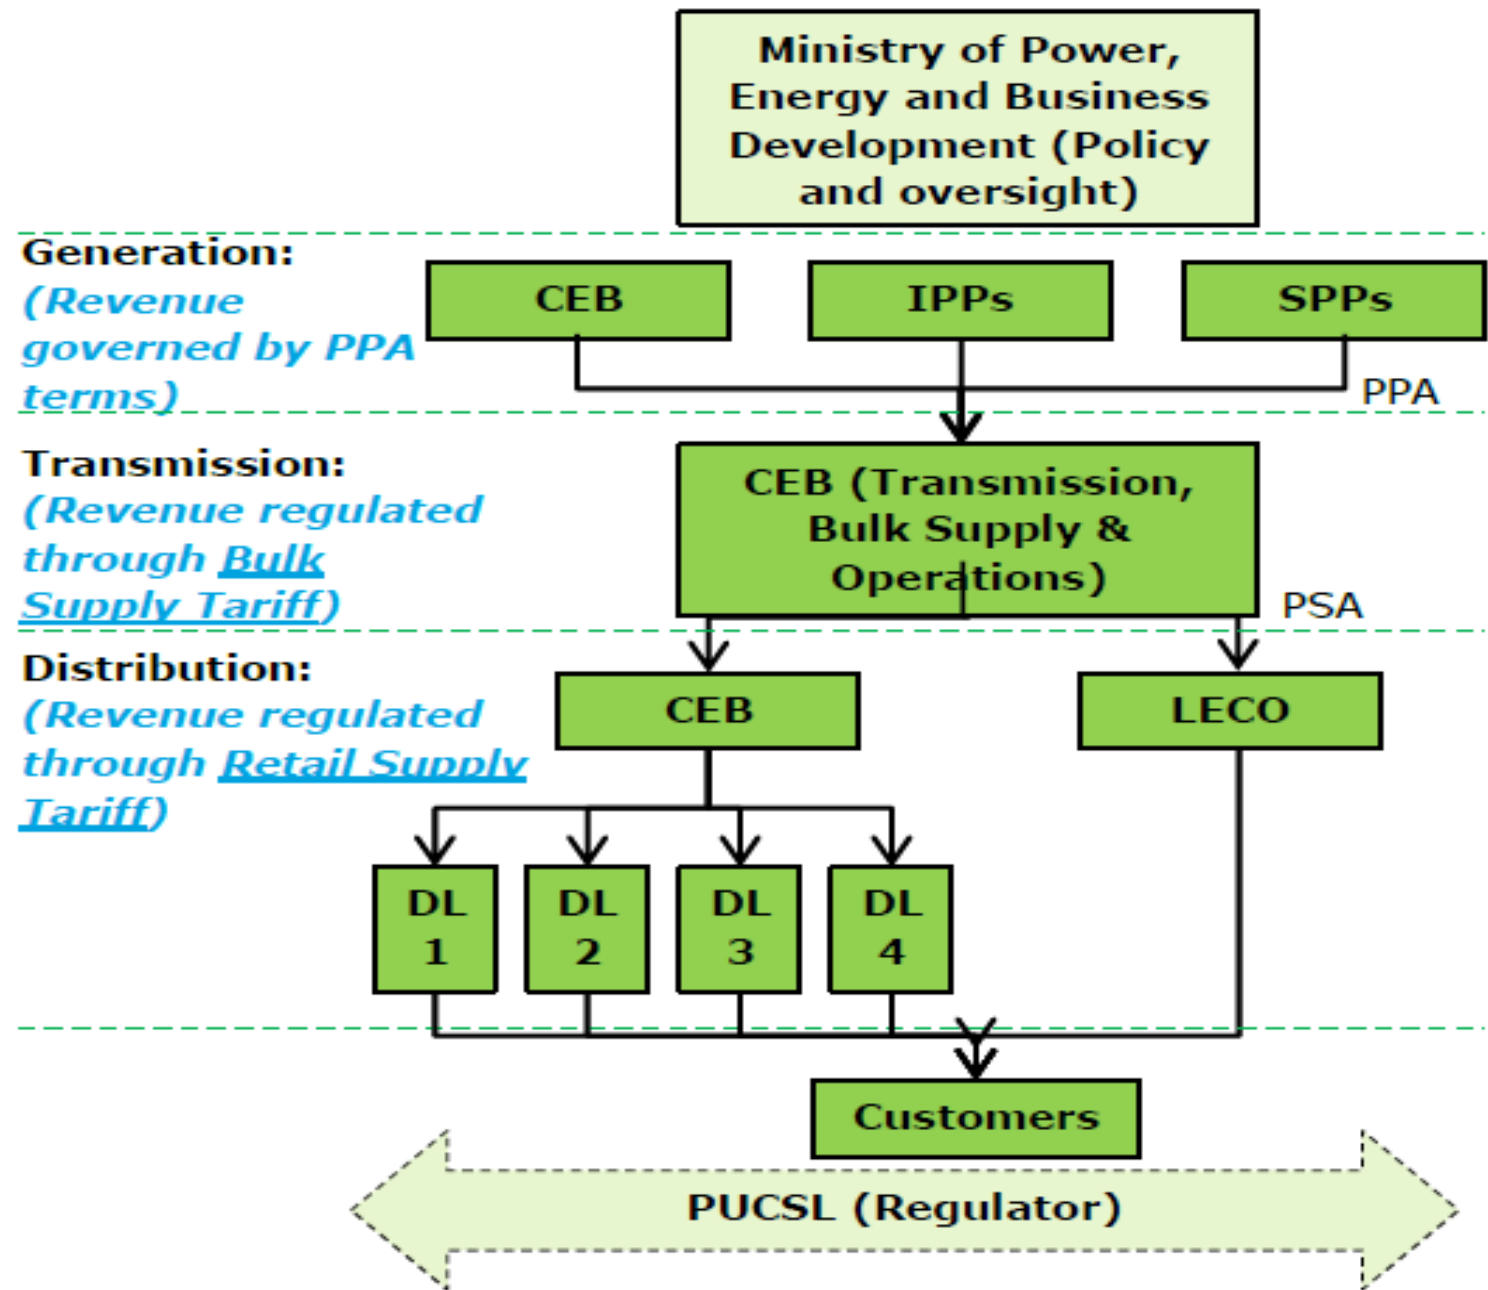 Ministry of Power,
Energy and Business
Development (Policy
and oversight)
Generation:
(Revenue
governed by PPA
terms)
CEB
IPPs
SPPs
PPA
Transmission:
(Revenue regulated
through Bulk
Supply Tariff)
CEB (Transmission,
Bulk Supply &
Operations)
PSA
Distribution:
(Revenue regulated
through Retail Supply
Tariff)
CEB
LECO
DL
1
DL
2
DL
3
DL
4
Customers
PUCSL (Regulator)